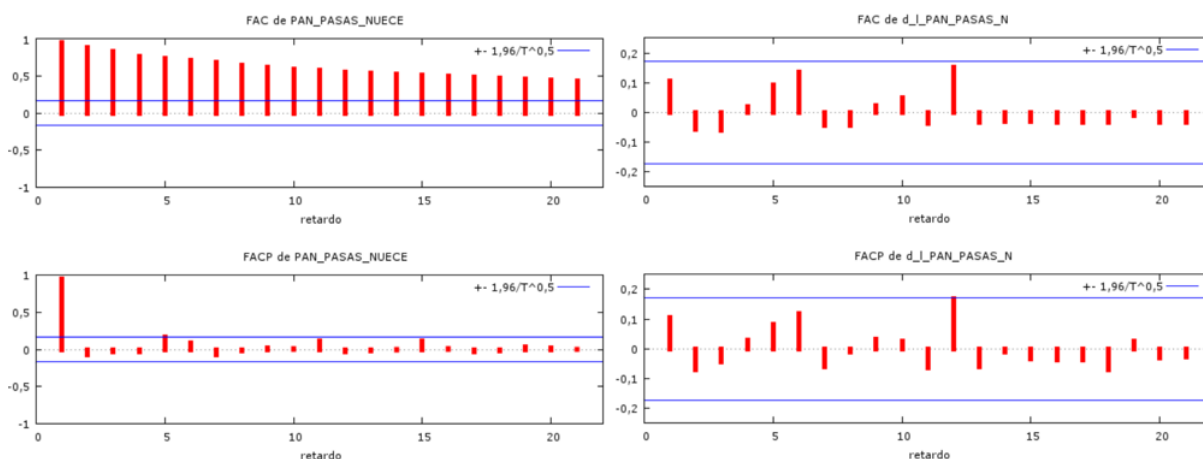 FAC de PAN_PASAS_NUECE
1
+- 1,96/T^0,5
0,5
0
-0,5
-1
0 5 10 15 20
retardo
FAC de d_l_PAN_PASAS_N
+- 1,96/T^0,5
0,2
0,1
0
-0,1
-0,2
0 5 10 15 20
retardo
FACP de PAN_PASAS_NUECE
1
+- 1,96/T^0,5
0,5
0
-0,5
-1
0 5 10 15 20
retardo
FACP de d_l_PAN_PASAS_N
0,2
+- 1,96/T^0,5
0,1
0
-0,1
-0,2
0 5 10 15 20
retardo